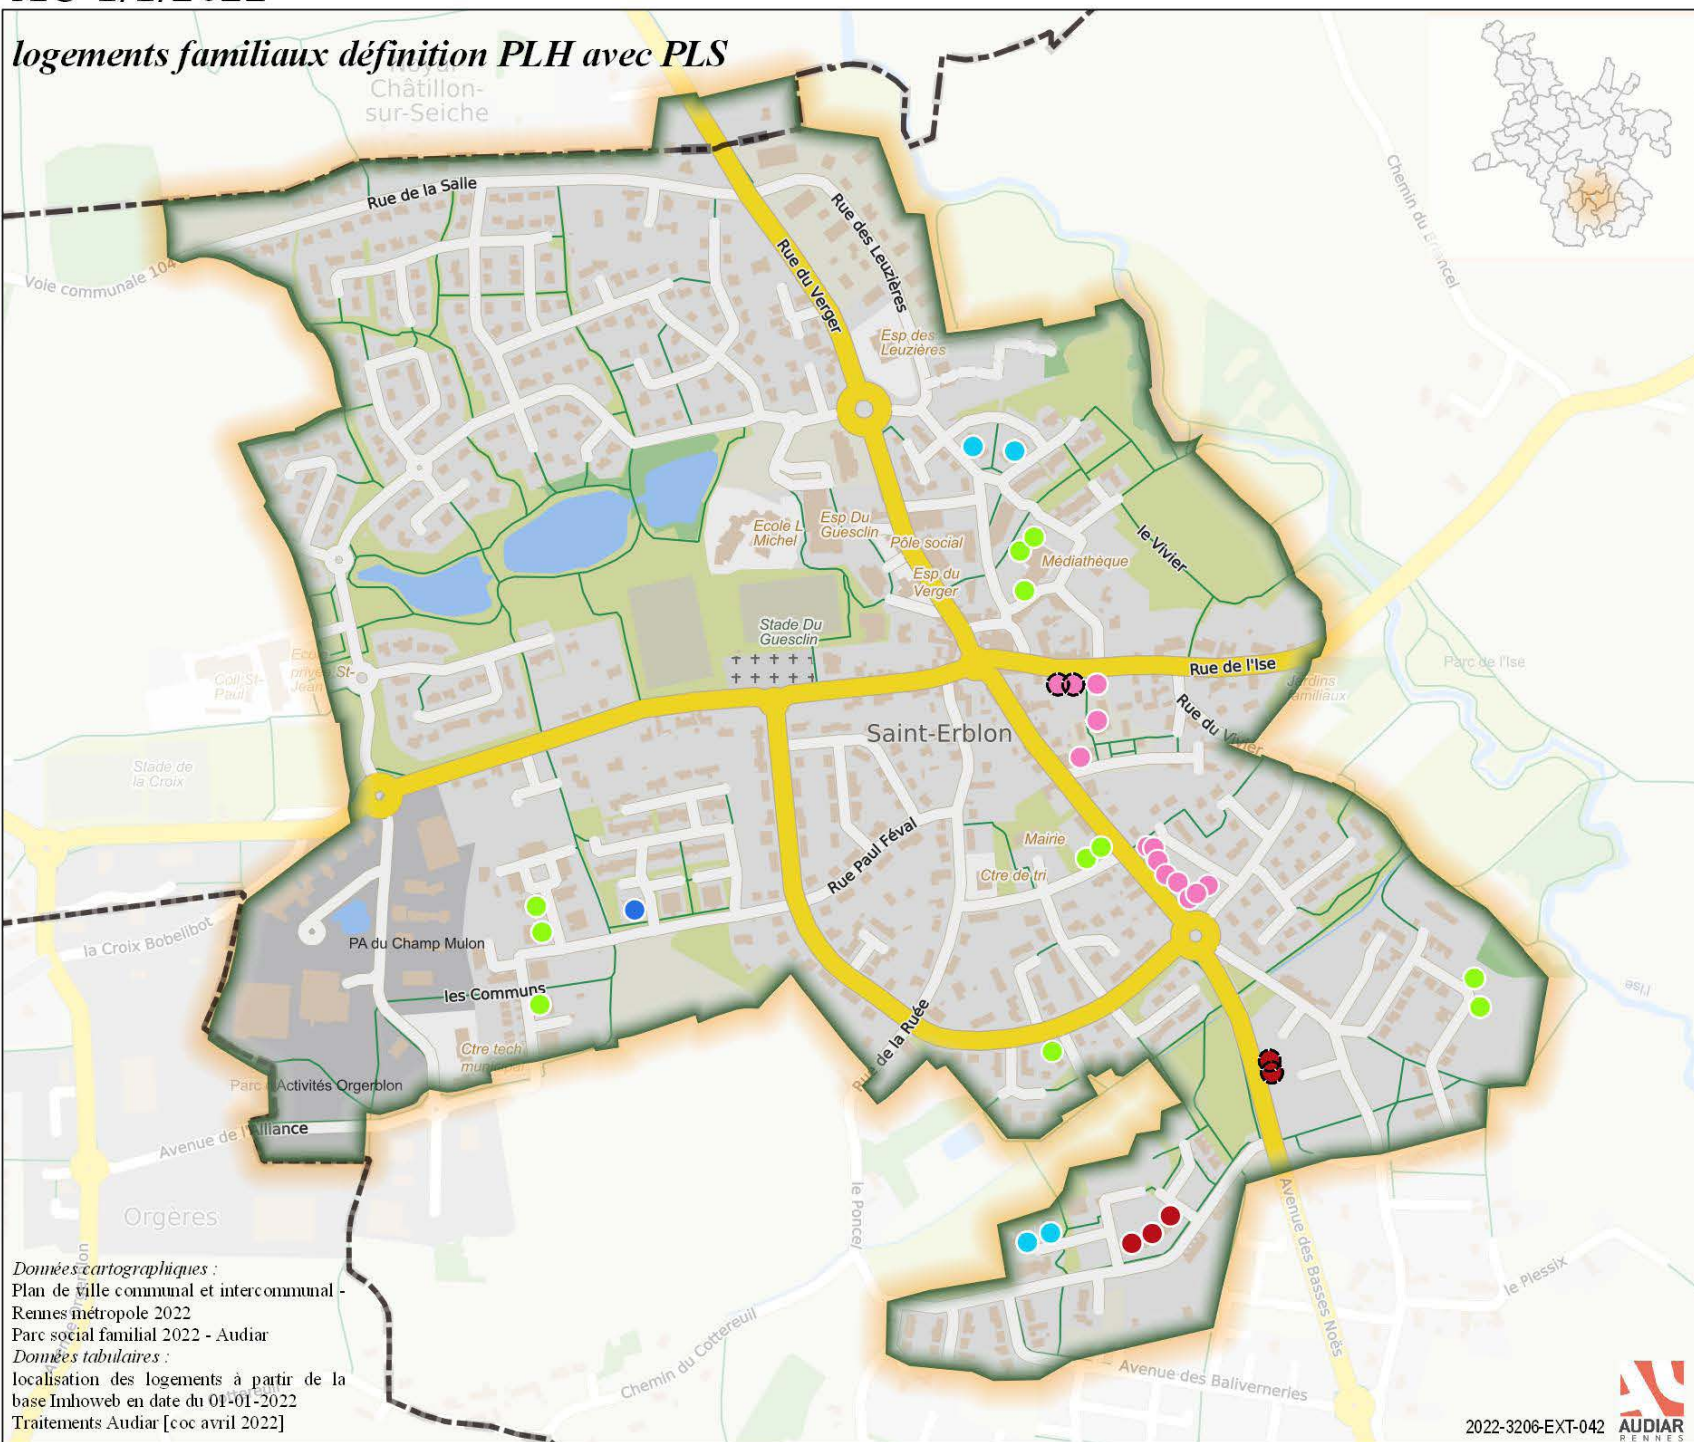 logements familiaux définition PLH avec PLS
Noyal-
Châtillon-
sur-Seiche
Rue de la Salle
Voie communale 104
Rue du Verger
Rue des Leuzières
Chemin du
Esp des
Leuzières
Ecole L
Michel
Esp Du
Guesclin
Pôle social
Esp du
Verger
Médiathèque
le Vivier
Stade Du
Guesclin
Ecole
privée St-
Jean
Coll St-
Paul
Rue de l'Ise
Parc de l'Ise
Jardins
familiaux
Rue du Vivier
Saint-Erblon
Stade de
la Croix
Mairie
Rue Paul Féval
Ctre de tri
la Croix Bobelibot
PA du Champ Mulon
les Communs
l'Ise
Rue de la Ruée
Ctre tech
municipal
Parc d'Activités Orgerblon
Avenue de l'Alliance
Orgères
le Poncel
Avenue des Basses Noës
le Plessix
Chemin du Cottereuil
Avenue des Baliverneries
Données cartographiques :
Plan de ville communal et intercommunal -
Rennes métropole 2022
Parc social familial 2022 - Audiar
Données tabulaires :
localisation des logements à partir de la
base Imhoweb en date du 01-01-2022
Cottereuil
Traitements Audiar [coc avril 2022]
2022-3206-EXT-042
AUDIAR
RENNES